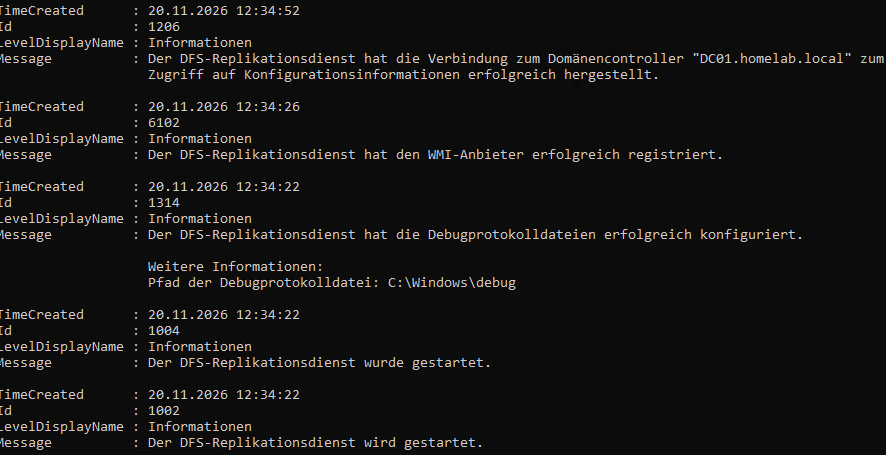 TimeCreated : 20.11.2026 12:34:52
Id : 1206
LevelDisplayName : Informationen
Message : Der DFS-Replikationsdienst hat die Verbindung zum Domänencontroller "DC01.homelab.local" zum
Zugriff auf Konfigurationsinformationen erfolgreich hergestellt.
TimeCreated : 20.11.2026 12:34:26
Id : 6102
LevelDisplayName : Informationen
Message : Der DFS-Replikationsdienst hat den WMI-Anbieter erfolgreich registriert.
TimeCreated : 20.11.2026 12:34:22
Id : 1314
LevelDisplayName : Informationen
Message : Der DFS-Replikationsdienst hat die Debugprotokolldateien erfolgreich konfiguriert.
Weitere Informationen:
Pfad der Debugprotokolldatei: C:\Windows\debug
TimeCreated : 20.11.2026 12:34:22
Id : 1004
LevelDisplayName : Informationen
Message : Der DFS-Replikationsdienst wurde gestartet.
TimeCreated : 20.11.2026 12:34:22
Id : 1002
LevelDisplayName : Informationen
Message : Der DFS-Replikationsdienst wird gestartet.